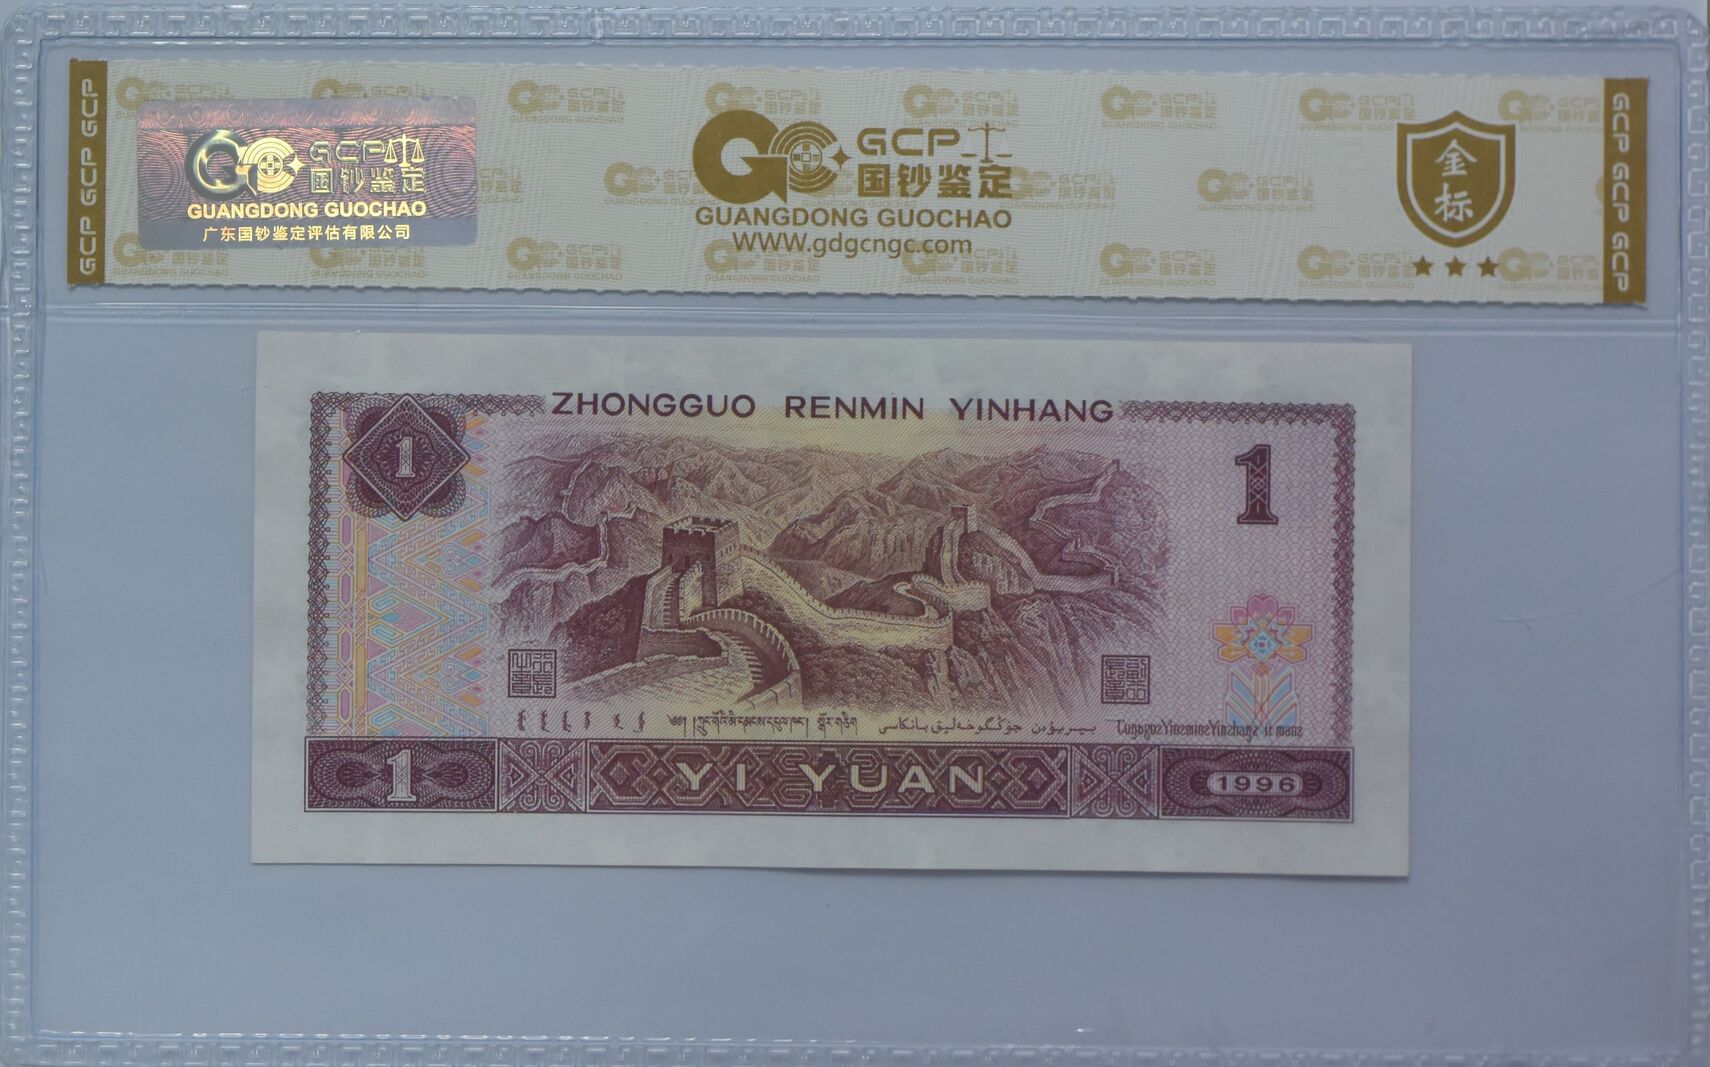 GCP GCP GCP
GCP
国钞鉴定
GUANGDONG GUOCHAO
广东国钞鉴定评估有限公司
GCP
国钞鉴定
GUANGDONG GUOCHAO
WWW.gdgcngc.com
金标
GCP GCP GCP
ZHONGGUO RENMIN YINHANG
1
1
1
YI YUAN
1996